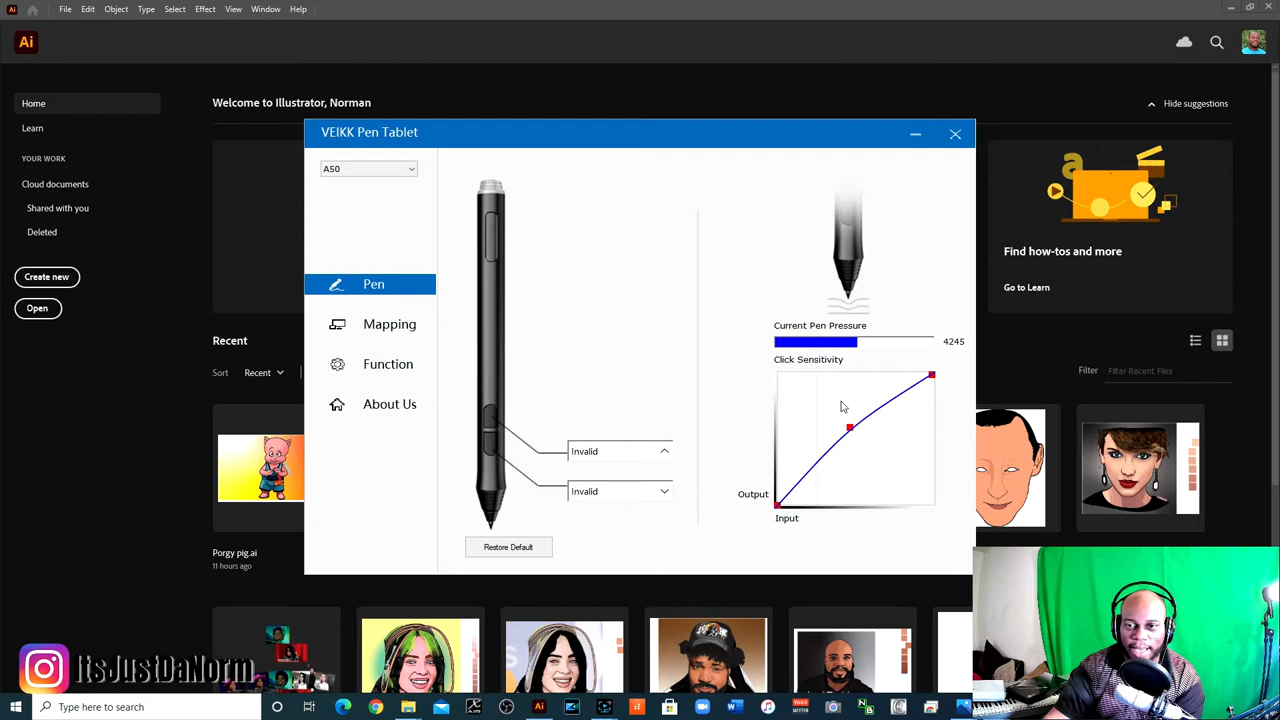 Ai
File Edit Object Type Select Effect View Window Help
Ai
Home
Learn
YOUR WORK
Cloud documents
Shared with you
Deleted
Create new
Open
Welcome to Illustrator, Norman
Hide suggestions
VEIKK Pen Tablet
A50
Pen
Mapping
Function
About Us
Invalid
Invalid
Restore Default
Current Pen Pressure
4245
Click Sensitivity
Output
Input
a
Find how-tos and more
Go to Learn
Recent
Sort Recent
Filter Filter Recent Files
Porgy pig.ai
11 hours ago
ItsJustDaNorm
Type here to search